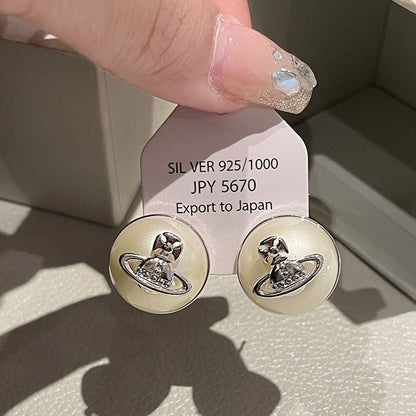 SIL VER 925/1000
JPY 5670
Export to Japan